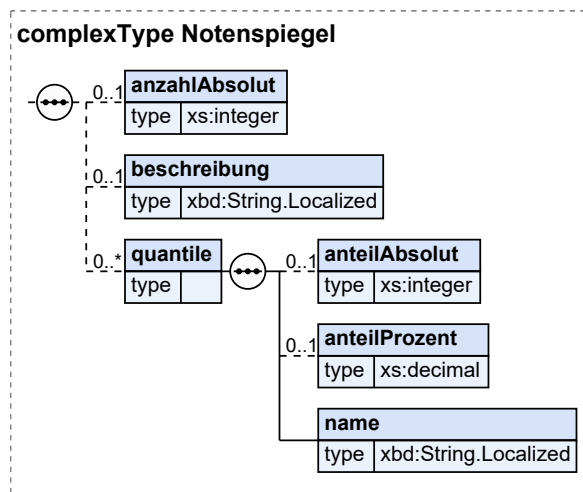 complexType Notenspiegel
0..1 anzahlAbsolut
type xs:integer
0..1 beschreibung
type xbd:String.Localized
0..* quantile
type
0..1 anteilAbsolut
type xs:integer
0..1 anteilProzent
type xs:decimal
name
type xbd:String.Localized